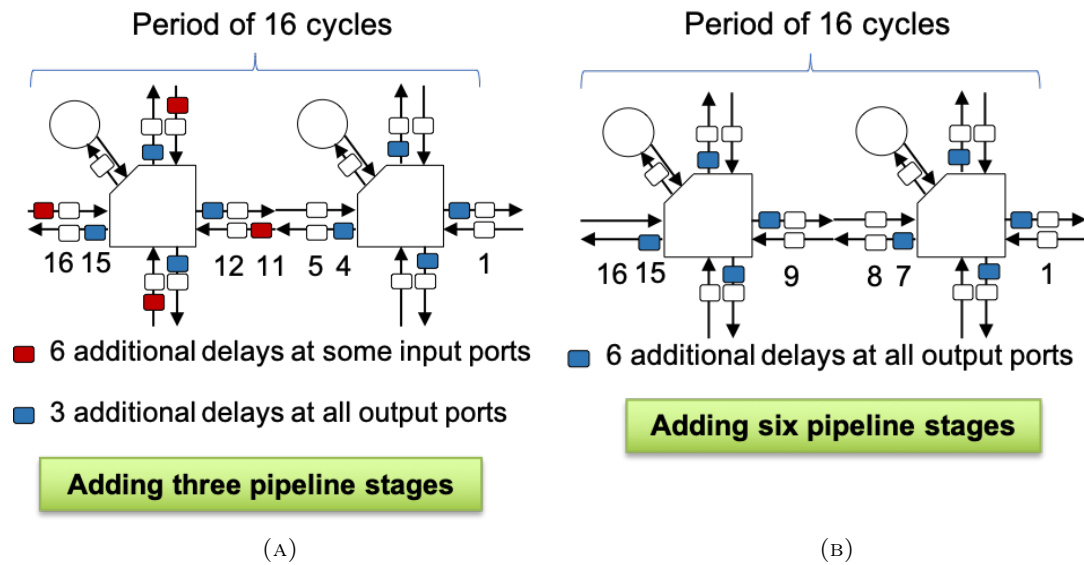 Period of 16 cycles
16 15 12 11 5 4 1
6 additional delays at some input ports
3 additional delays at all output ports
Adding three pipeline stages
(A)
Period of 16 cycles
16 15 9 8 7 1
6 additional delays at all output ports
Adding six pipeline stages
(B)